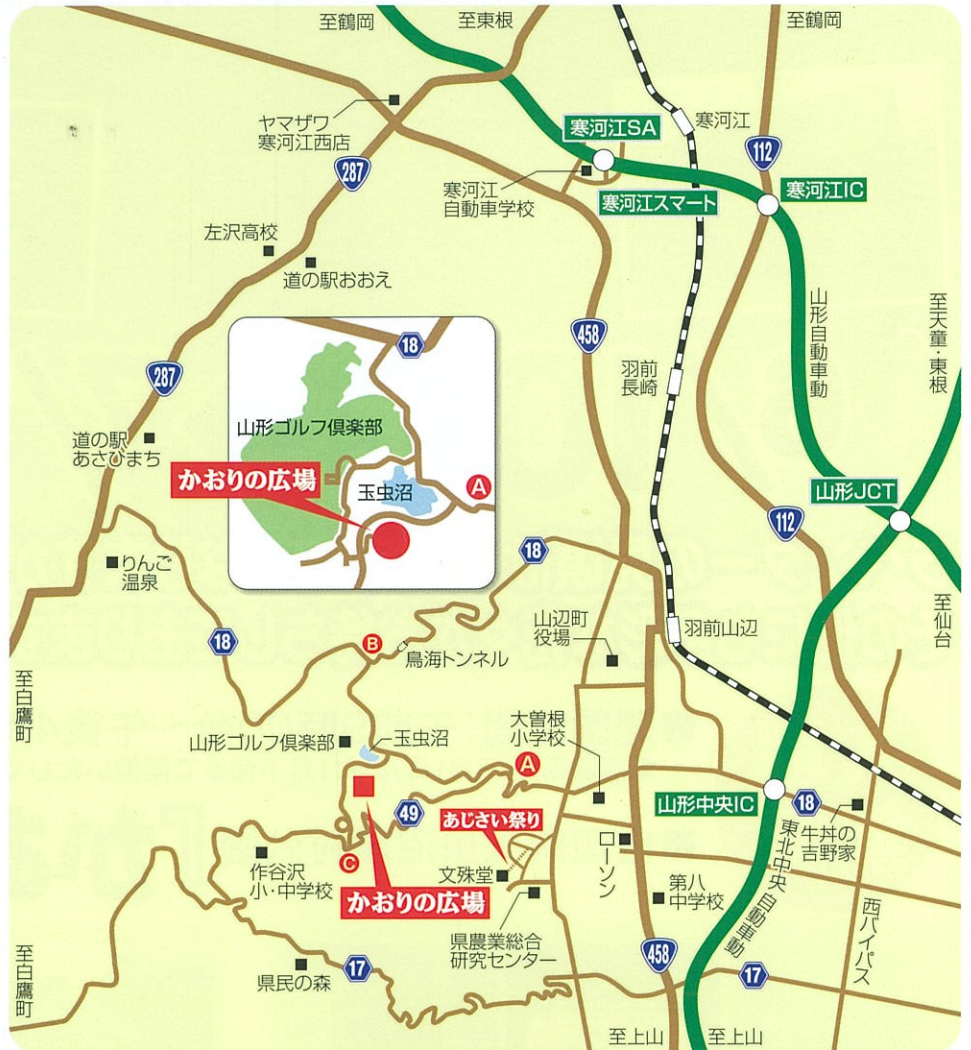 至鶴岡
至東根
至鶴岡
ヤマザワ
寒河江西店
287
寒河江SA
寒河江
112
寒河江
自動車学校
寒河江スマート
寒河江IC
左沢高校
道の駅おおえ
458
山形自動車動
至天童・東根
羽前
長崎
287
道の駅
あさひまち
18
山形ゴルフ倶楽部
かおりの広場
玉虫沼
A
山形JCT
112
りんご
温泉
18
至仙台
18
B
鳥海トンネル
山辺町
役場
羽前山辺
至白鷹町
山形ゴルフ倶楽部
玉虫沼
大曽根
小学校
A
山形中央IC
18
牛丼の
吉野家
49
あじさい祭り
ローソン
東北中央自動車動
C
作谷沢
小・中学校
かおりの広場
文殊堂
第八
中学校
西バイパス
県農業総合
研究センター
458
17
至白鷹町
県民の森
17
至上山
至上山